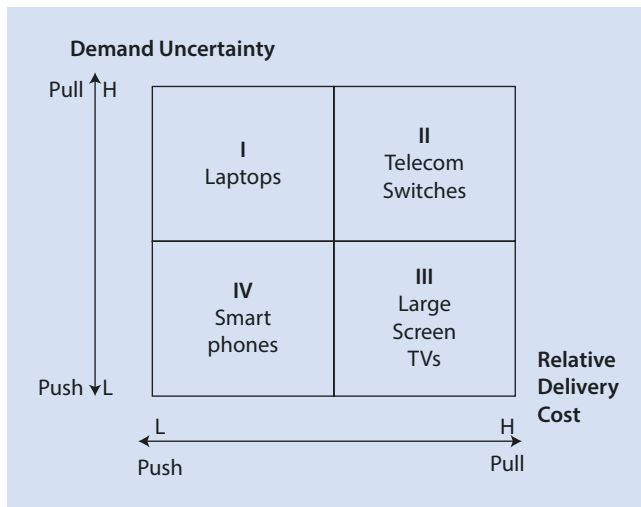 Demand Uncertainty
Pull H
I
Laptops
II
Telecom
Switches
IV
Smart
phones
III
Large
Screen
TVs
Push L
Relative
Delivery
Cost
L
H
Push
Pull